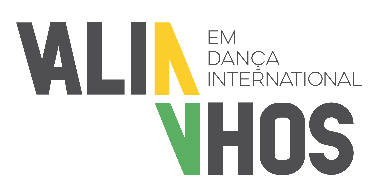 VALIN
HOS
EM
DANÇA
INTERNATIONAL